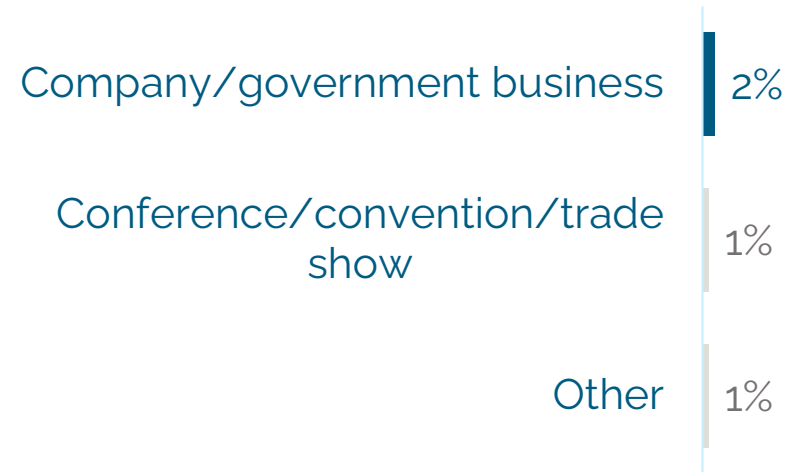 Company/government business 2%
Conference/convention/trade
show 1%
Other 1%